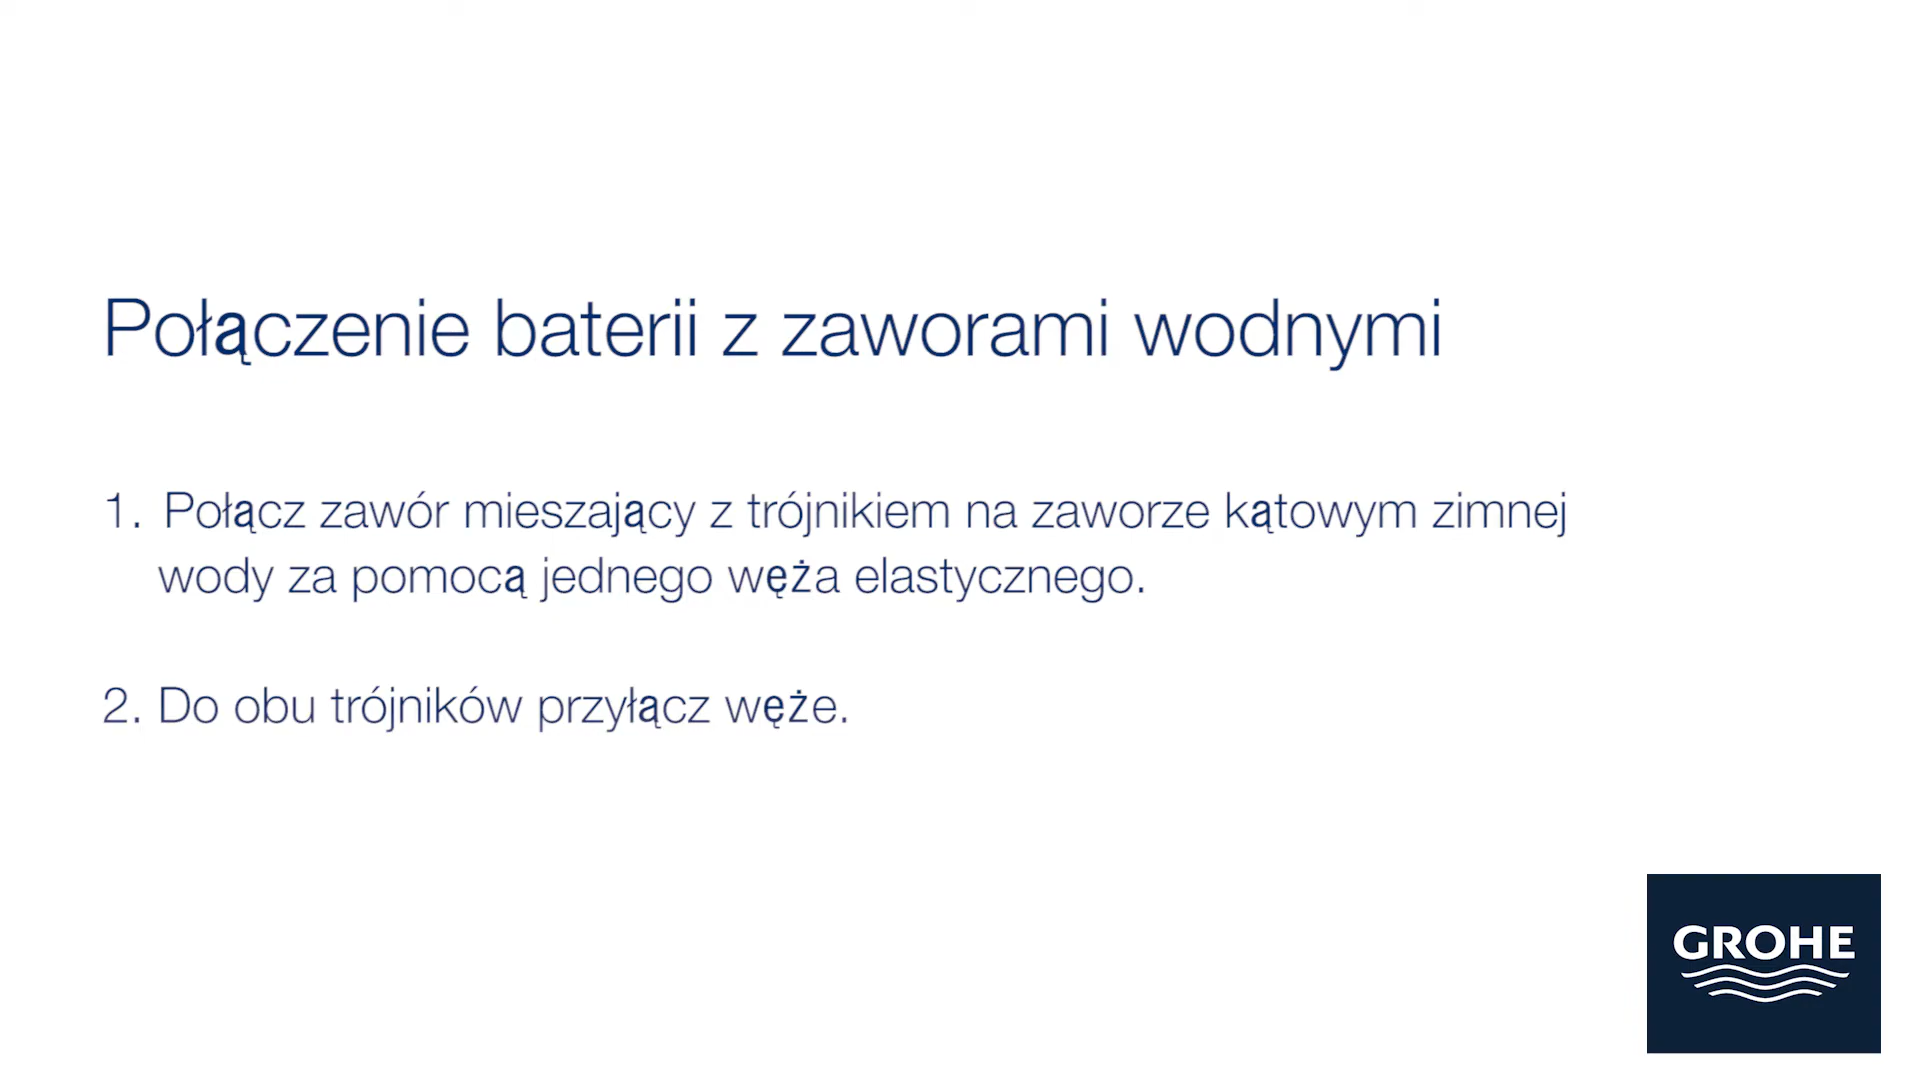 Połączenie baterii z zaworami wodnymi
1. Połącz zawór mieszający z trójnikiem na zaworze kątowym zimnej
wody za pomocą jednego węża elastycznego.
2. Do obu trójników przyłącz węże.
GROHE